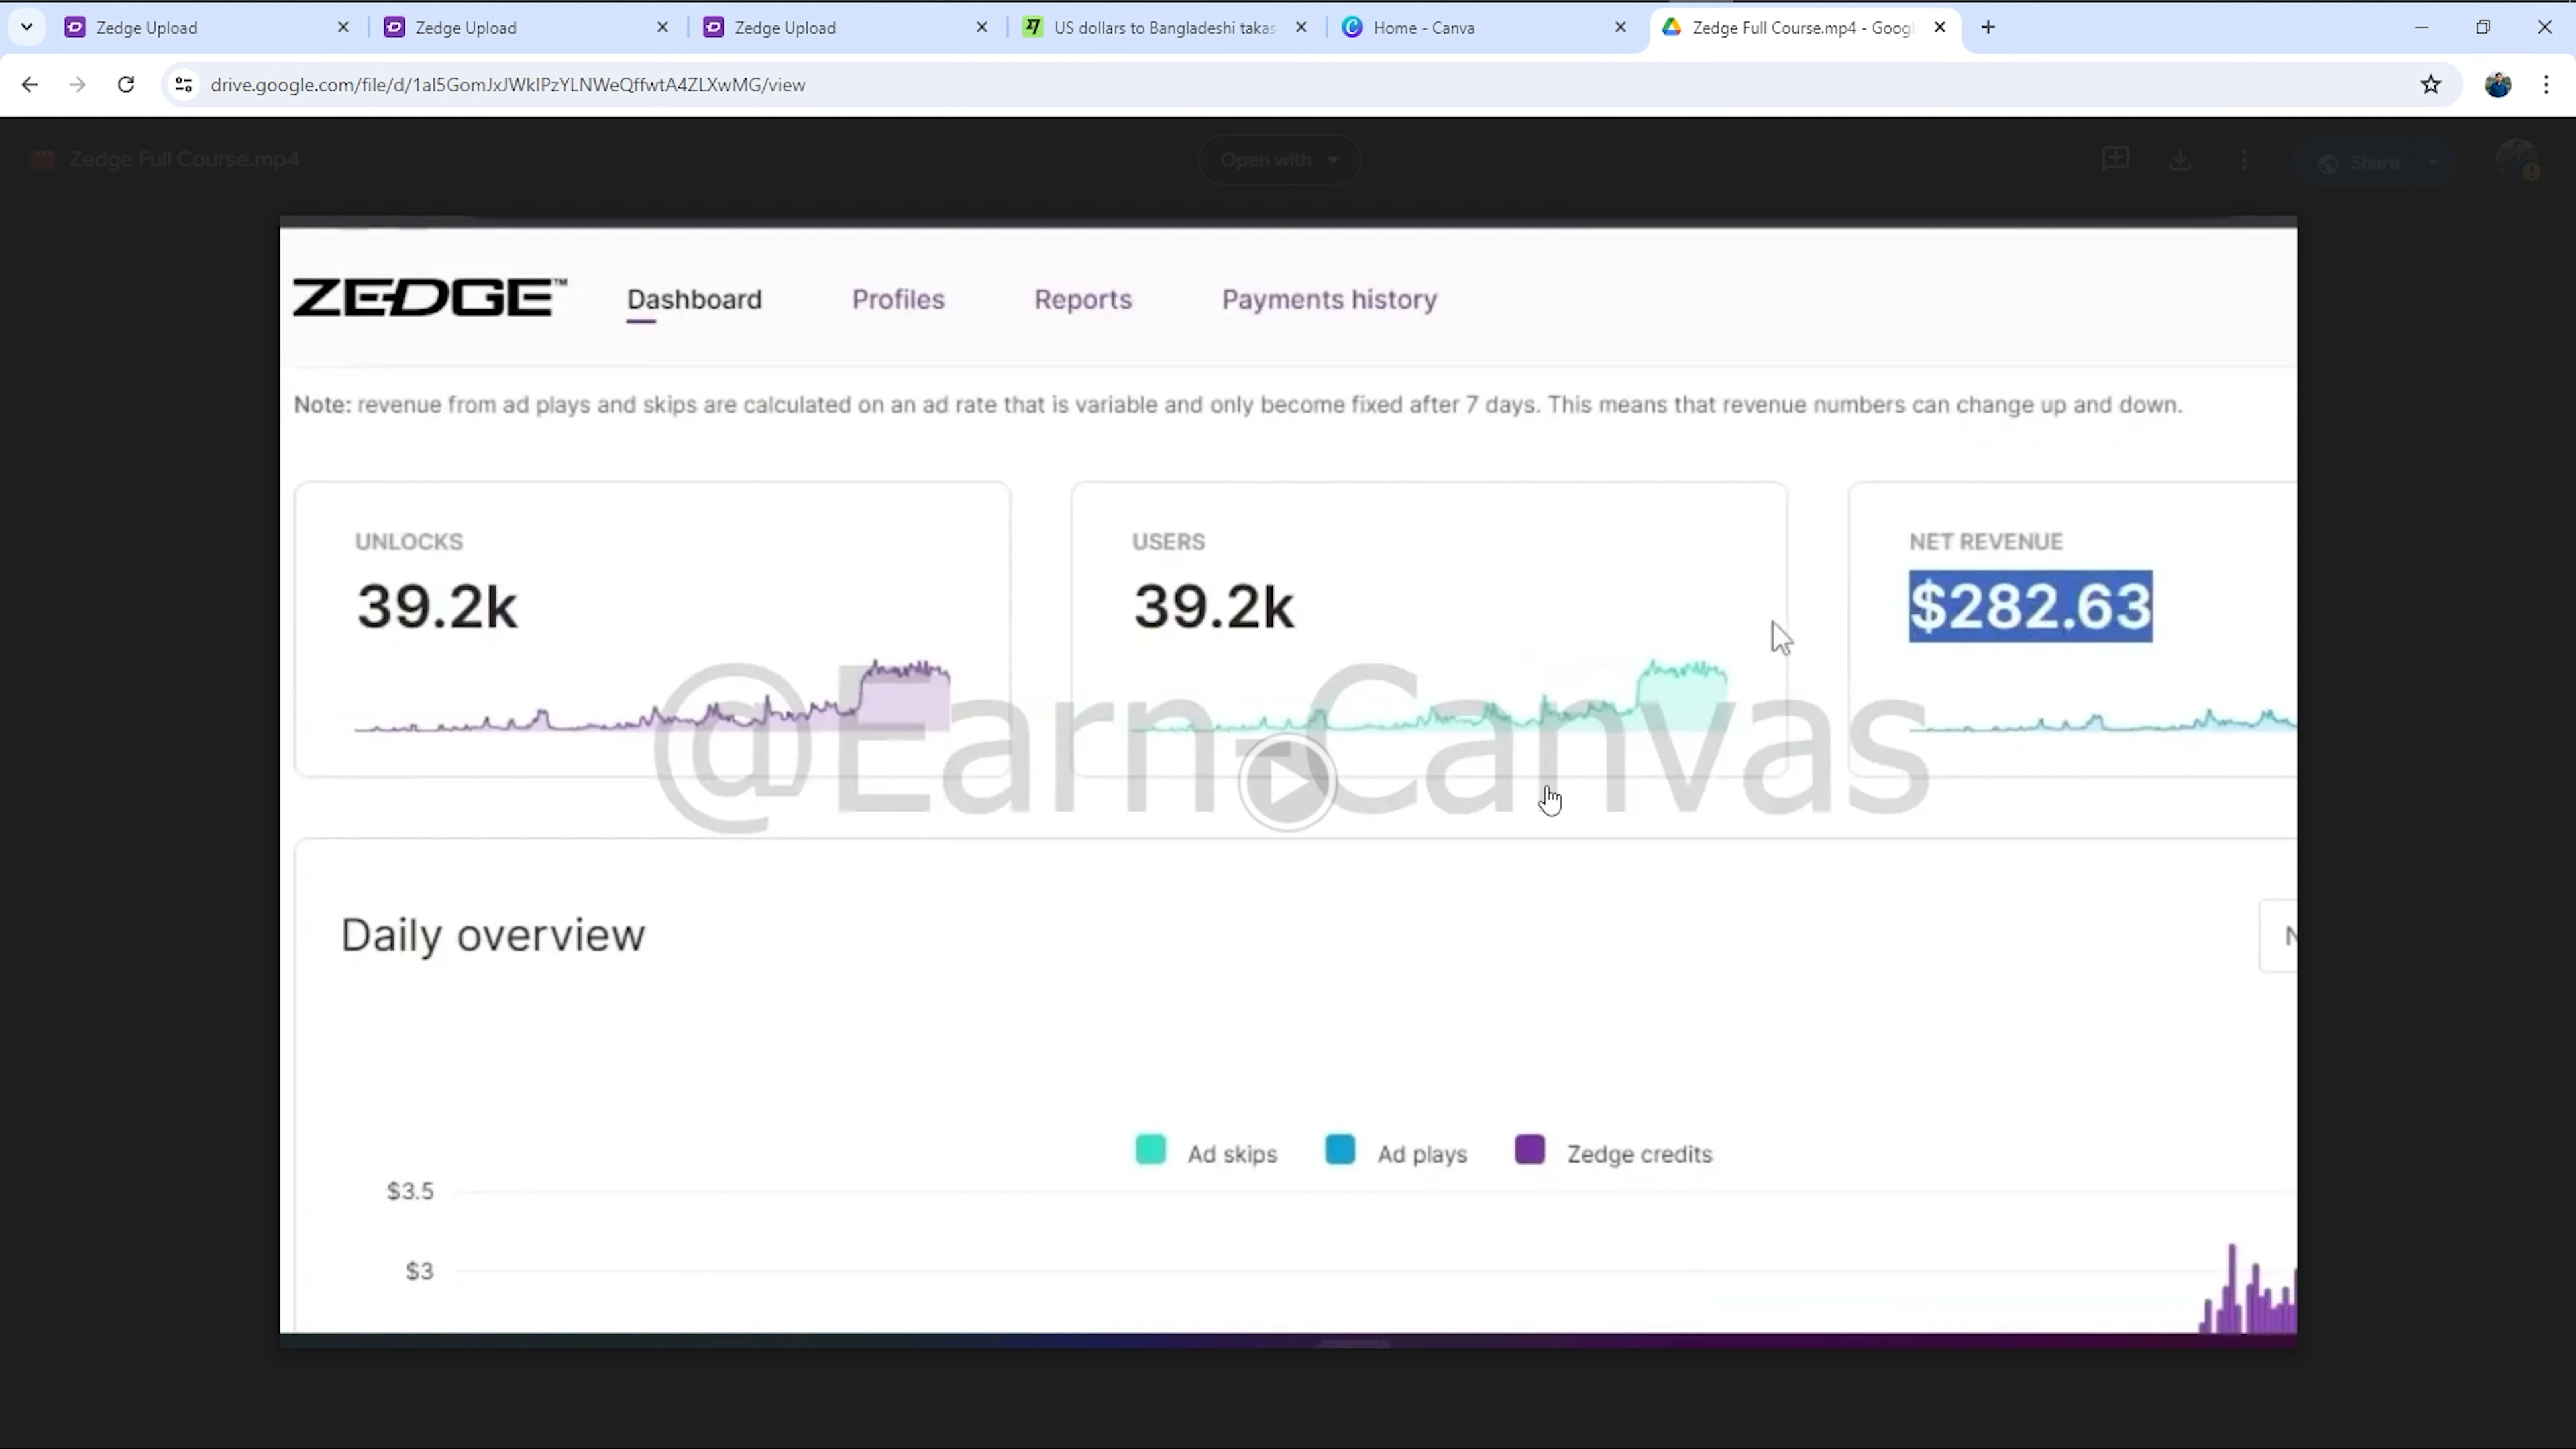 Zedge Upload
Zedge Upload
Zedge Upload
US dollars to Bangladeshi takas
Home - Canva
Zedge Full Course.mp4 - Googl
drive.google.com/file/d/1al5GomJxJWkIPzYLNWeQffwtA4ZLXwMG/view
Zedge Full Course.mp4
Open with
Share
ZEDGE™
Dashboard
Profiles
Reports
Payments history
Note: revenue from ad plays and skips are calculated on an ad rate that is variable and only become fixed after 7 days. This means that revenue numbers can change up and down.
UNLOCKS
39.2k
USERS
39.2k
NET REVENUE
$282.63
@Earn-Canvas
Daily overview
N
Ad skips
Ad plays
Zedge credits
$3.5
$3